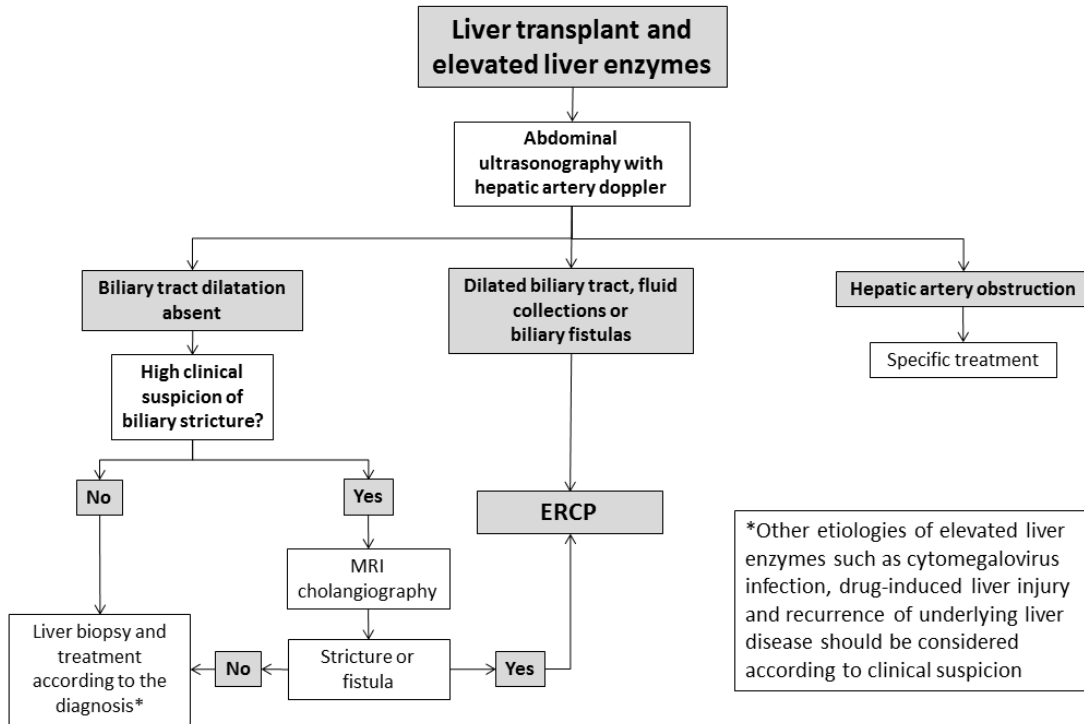 Liver transplant and
elevated liver enzymes
Abdominal
ultrasonography with
hepatic artery doppler
Biliary tract dilatation
absent
Dilated biliary tract, fluid
collections or
biliary fistulas
Hepatic artery obstruction
High clinical
suspicion of
biliary stricture?
Specific treatment
No
Yes
ERCP
MRI
cholangiography
Liver biopsy and
treatment
according to the
diagnosis*
No
Stricture or
fistula
Yes
*Other etiologies of elevated liver
enzymes such as cytomegalovirus
infection, drug-induced liver injury
and recurrence of underlying liver
disease should be considered
according to clinical suspicion